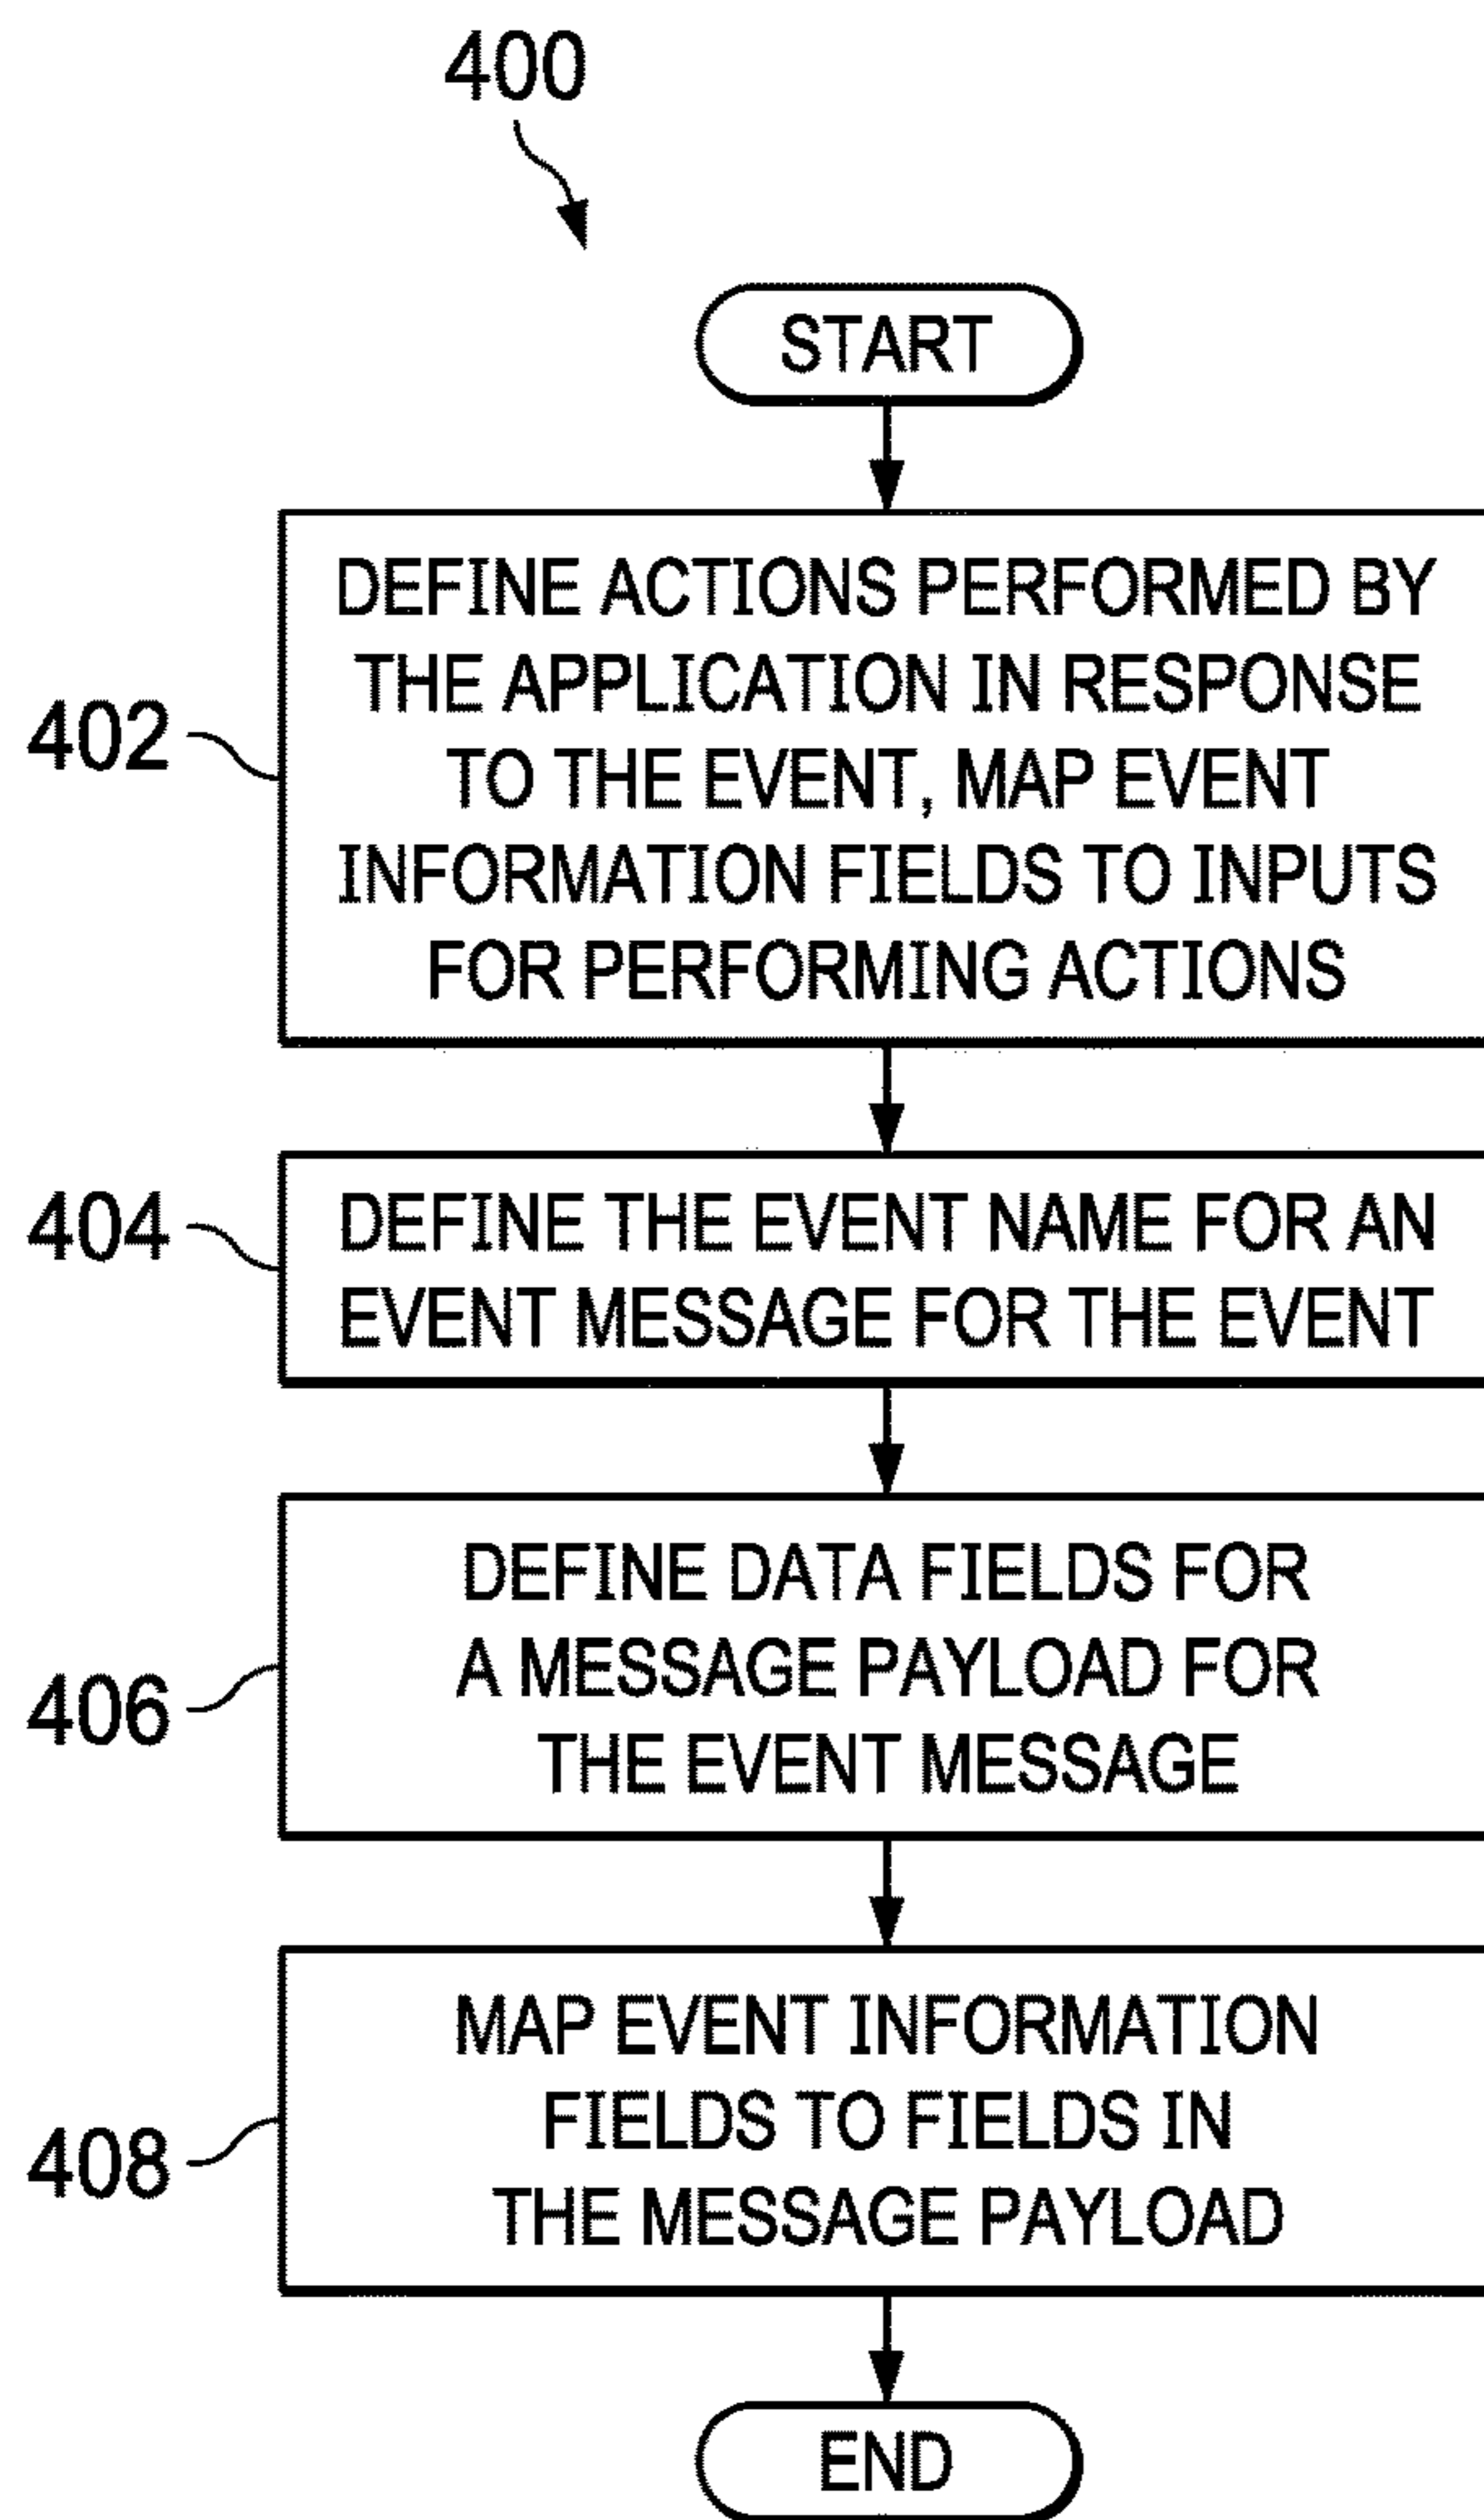 400
START
402
DEFINE ACTIONS PERFORMED BY
THE APPLICATION IN RESPONSE
TO THE EVENT, MAP EVENT
INFORMATION FIELDS TO INPUTS
FOR PERFORMING ACTIONS
404
DEFINE THE EVENT NAME FOR AN
EVENT MESSAGE FOR THE EVENT
406
DEFINE DATA FIELDS FOR
A MESSAGE PAYLOAD FOR
THE EVENT MESSAGE
408
MAP EVENT INFORMATION
FIELDS TO FIELDS IN
THE MESSAGE PAYLOAD
END